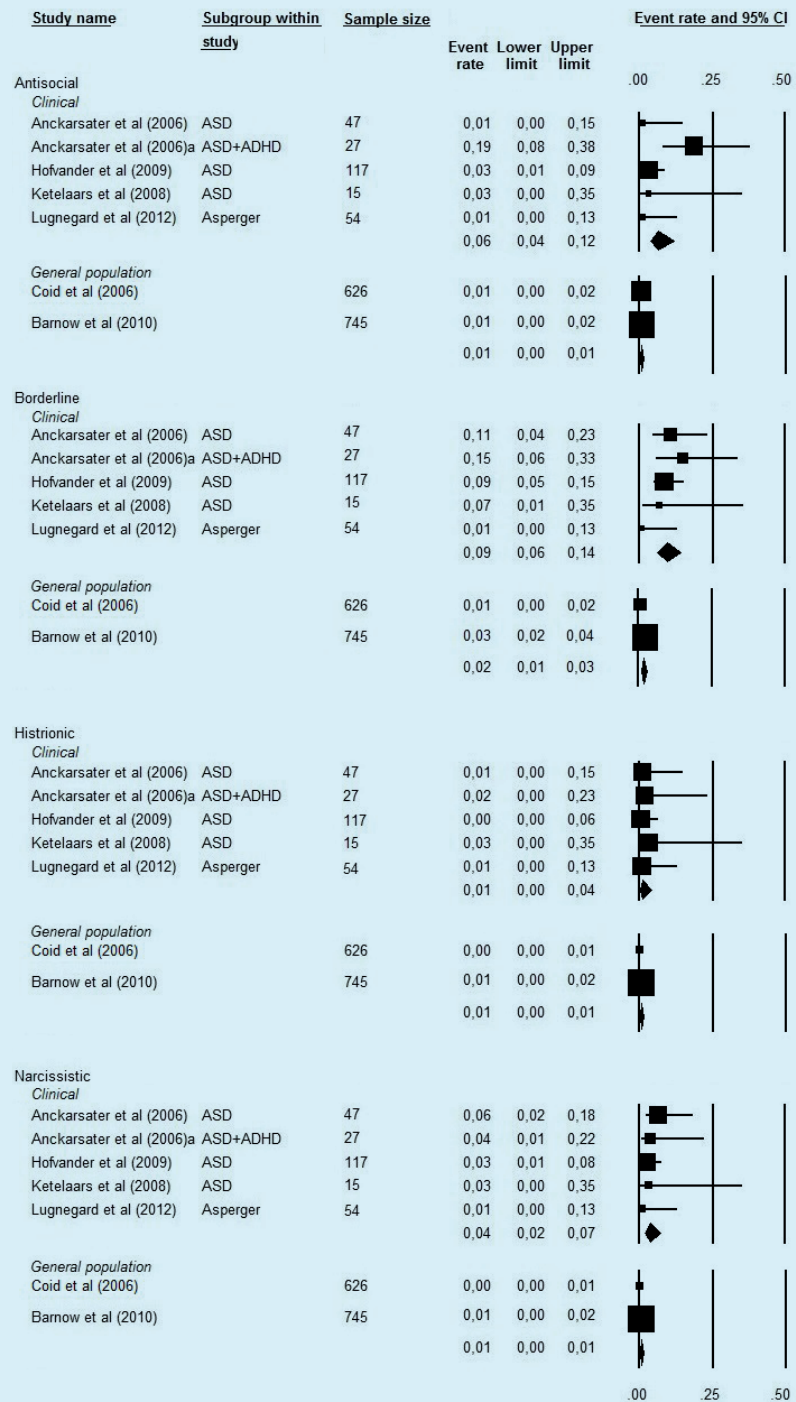 Study name Subgroup within study Sample size Event rate and 95% CI
Event rate Lower limit Upper limit
.00 .25 .50
Antisocial
Clinical
Anckarsater et al (2006) ASD 47 0,01 0,00 0,15
Anckarsater et al (2006)a ASD+ADHD 27 0,19 0,08 0,38
Hofvander et al (2009) ASD 117 0,03 0,01 0,09
Ketelaars et al (2008) ASD 15 0,03 0,00 0,35
Lugnegard et al (2012) Asperger 54 0,01 0,00 0,13
0,06 0,04 0,12
General population
Coid et al (2006) 626 0,01 0,00 0,02
Barnow et al (2010) 745 0,01 0,00 0,02
0,01 0,00 0,01
Borderline
Clinical
Anckarsater et al (2006) ASD 47 0,11 0,04 0,23
Anckarsater et al (2006)a ASD+ADHD 27 0,15 0,06 0,33
Hofvander et al (2009) ASD 117 0,09 0,05 0,15
Ketelaars et al (2008) ASD 15 0,07 0,01 0,35
Lugnegard et al (2012) Asperger 54 0,01 0,00 0,13
0,09 0,06 0,14
General population
Coid et al (2006) 626 0,01 0,00 0,02
Barnow et al (2010) 745 0,03 0,02 0,04
0,02 0,01 0,03
Histrionic
Clinical
Anckarsater et al (2006) ASD 47 0,01 0,00 0,15
Anckarsater et al (2006)a ASD+ADHD 27 0,02 0,00 0,23
Hofvander et al (2009) ASD 117 0,00 0,00 0,06
Ketelaars et al (2008) ASD 15 0,03 0,00 0,35
Lugnegard et al (2012) Asperger 54 0,01 0,00 0,13
0,01 0,00 0,04
General population
Coid et al (2006) 626 0,00 0,00 0,01
Barnow et al (2010) 745 0,01 0,00 0,02
0,01 0,00 0,01
Narcissistic
Clinical
Anckarsater et al (2006) ASD 47 0,06 0,02 0,18
Anckarsater et al (2006)a ASD+ADHD 27 0,04 0,01 0,22
Hofvander et al (2009) ASD 117 0,03 0,01 0,08
Ketelaars et al (2008) ASD 15 0,03 0,00 0,35
Lugnegard et al (2012) Asperger 54 0,01 0,00 0,13
0,04 0,02 0,07
General population
Coid et al (2006) 626 0,00 0,00 0,01
Barnow et al (2010) 745 0,01 0,00 0,02
0,01 0,00 0,01
.00 .25 .50